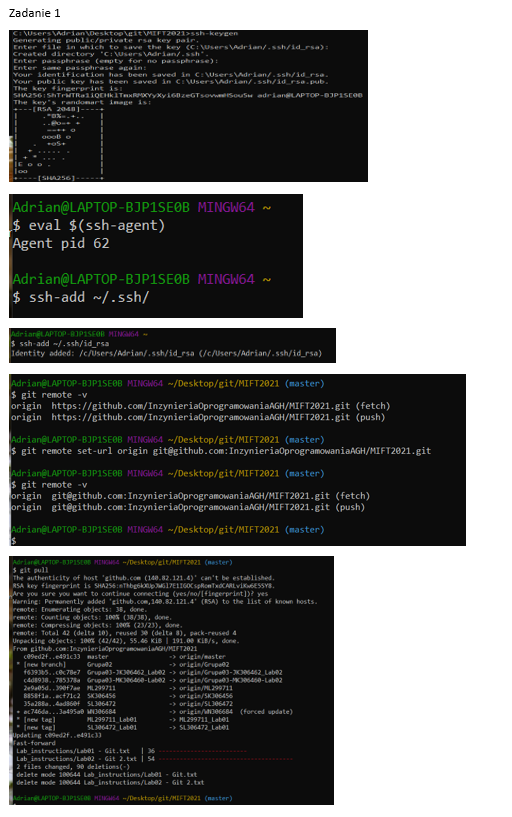 Zadanie 1
C:\Users\Adrian\Desktop\git\MIFT2021>ssh-keygen
Generating public/private rsa key pair.
Enter file in which to save the key (C:\Users\Adrian/.ssh/id_rsa):
Created directory 'C:\Users\Adrian/.ssh'.
Enter passphrase (empty for no passphrase):
Enter same passphrase again:
Your identification has been saved in C:\Users\Adrian/.ssh/id_rsa.
Your public key has been saved in C:\Users\Adrian/.ssh/id_rsa.pub.
The key fingerprint is:
adrian@LAPTOP-BJP1SE0B
The key's randomart image is:
+---[RSA 2048]----+
+----[SHA256]-----+
Adrian@LAPTOP-BJP1SE0B MINGW64 ~
$ eval $(ssh-agent)
Agent pid 62
Adrian@LAPTOP-BJP1SE0B MINGW64 ~
$ ssh-add ~/.ssh/
Adrian@LAPTOP-BJP1SE0B MINGW64 ~
$ ssh-add ~/.ssh/id_rsa
Identity added: /c/Users/Adrian/.ssh/id_rsa (/c/Users/Adrian/.ssh/id_rsa)
Adrian@LAPTOP-BJP1SE0B MINGW64 ~/Desktop/git/MIFT2021 (master)
$ git remote -v
origin  https://github.com/InzynieriaOprogramowaniaAGH/MIFT2021.git (fetch)
origin  https://github.com/InzynieriaOprogramowaniaAGH/MIFT2021.git (push)
Adrian@LAPTOP-BJP1SE0B MINGW64 ~/Desktop/git/MIFT2021 (master)
$ git remote set-url origin git@github.com:InzynieriaOprogramowaniaAGH/MIFT2021.git
Adrian@LAPTOP-BJP1SE0B MINGW64 ~/Desktop/git/MIFT2021 (master)
$ git remote -v
origin  git@github.com:InzynieriaOprogramowaniaAGH/MIFT2021.git (fetch)
origin  git@github.com:InzynieriaOprogramowaniaAGH/MIFT2021.git (push)
Adrian@LAPTOP-BJP1SE0B MINGW64 ~/Desktop/git/MIFT2021 (master)
$
Adrian@LAPTOP-BJP1SE0B MINGW64 ~/Desktop/git/MIFT2021 (master)
$ git pull
The authenticity of host 'github.com (140.82.121.4)' can't be established.
RSA key fingerprint is SHA256:nThbg6kXUpJWGl7E1IGOCspRomTxdCARLviKw6E5SY8.
Are you sure you want to continue connecting (yes/no/[fingerprint])? yes
Warning: Permanently added 'github.com,140.82.121.4' (RSA) to the list of known hosts.
remote: Enumerating objects: 38, done.
remote: Counting objects: 100% (38/38), done.
remote: Compressing objects: 100% (23/23), done.
remote: Total 42 (delta 10), reused 30 (delta 8), pack-reused 4
Unpacking objects: 100% (42/42), 55.46 KiB | 191.00 KiB/s, done.
From github.com:InzynieriaOprogramowaniaAGH/MIFT2021
c09ed2f..e491c33  master -> origin/master
* [new branch] Grupa02 -> origin/Grupa02
f6393b5..c0c78e7  Grupa03-JK306462_Lab02 -> origin/Grupa03-JK306462_Lab02
c4d8938..785378a  Grupa03-MK306460-Lab02 -> origin/Grupa03-MK306460-Lab02
2e9a05d..390f7ae  ML299711 -> origin/ML299711
8858f1a..acf71c2  SK306456 -> origin/SK306456
35a288a..4ad860f  SL306472 -> origin/SL306472
+ ac746da...3a495a0 WN306684 -> origin/WN306684  (forced update)
* [new tag] ML299711_Lab01 -> ML299711_Lab01
* [new tag] SL306472_Lab01 -> SL306472_Lab01
Updating c09ed2f..e491c33
Fast-forward
Lab_instructions/Lab01 - Git.txt | 36 ------------------------
Lab_instructions/Lab02 - Git 2.txt | 54 ------------------------------------
2 files changed, 90 deletions(-)
delete mode 100644 Lab_instructions/Lab01 - Git.txt
delete mode 100644 Lab_instructions/Lab02 - Git 2.txt
Adrian@LAPTOP-BJP1SE0B MINGW64 ~/Desktop/git/MIFT2021 (master)